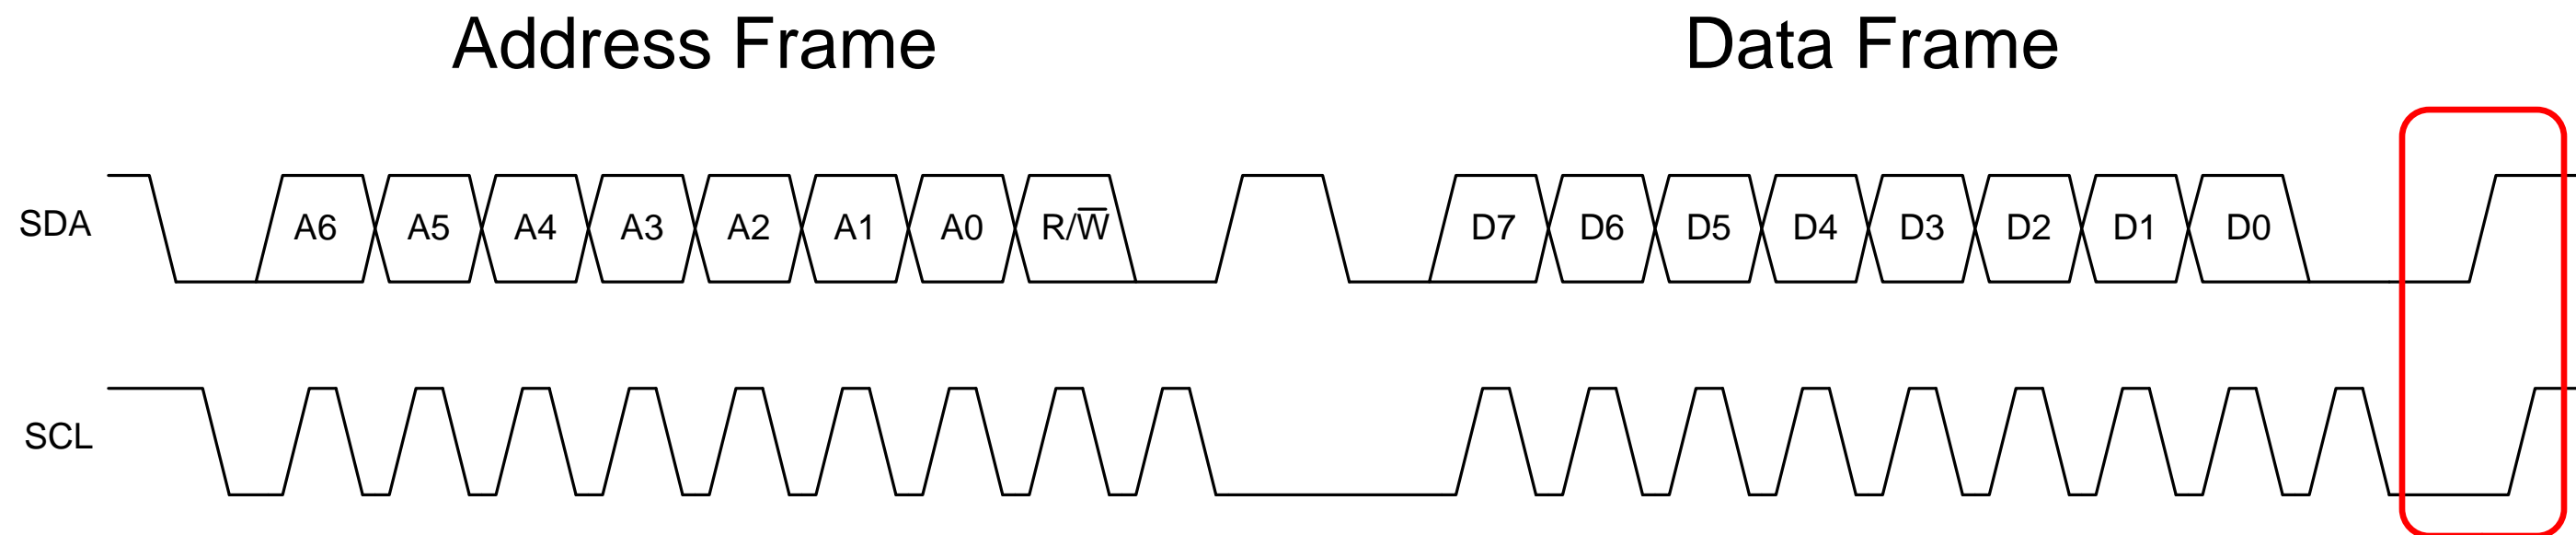 Address Frame Data Frame
SDA A6 A5 A4 A3 A2 A1 A0 R/W̅ D7 D6 D5 D4 D3 D2 D1 D0
SCL